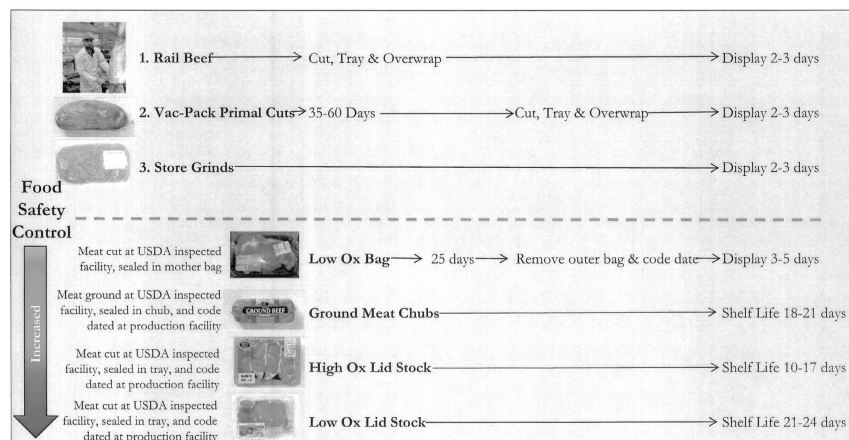 1. Rail Beef Cut, Tray & Overwrap Display 2-3 days
2. Vac-Pack Primal Cuts 35-60 Days Cut, Tray & Overwrap Display 2-3 days
3. Store Grinds Display 2-3 days
Food
Safety
Control
Increased
Meat cut at USDA inspected
facility, sealed in mother bag
Low Ox Bag 25 days Remove outer bag & code date Display 3-5 days
Meat ground at USDA inspected
facility, sealed in chub, and code
dated at production facility
GROUND BEEF
Ground Meat Chubs Shelf Life 18-21 days
Meat cut at USDA inspected
facility, sealed in tray, and code
dated at production facility
High Ox Lid Stock Shelf Life 10-17 days
Meat cut at USDA inspected
facility, sealed in tray, and code
dated at production facility
Low Ox Lid Stock Shelf Life 21-24 days